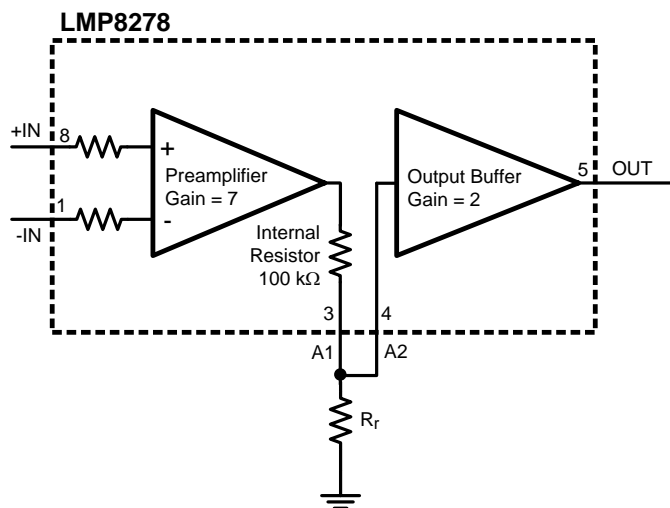 LMP8278
+IN
8
+
Preamplifier
Gain = 7
-IN
1
-
Output Buffer
Gain = 2
5
OUT
Internal
Resistor
100 kΩ
3
4
A1
A2
Rr